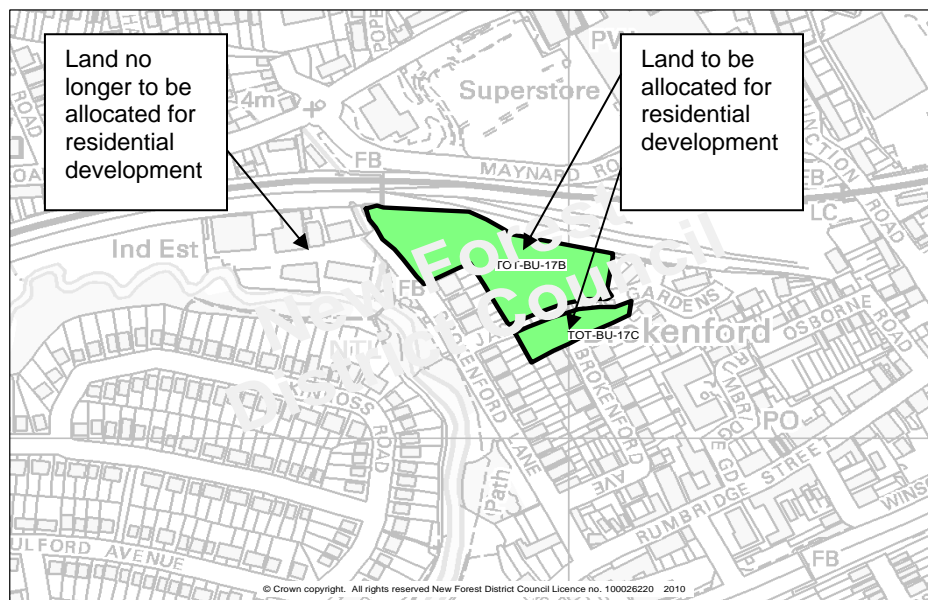 Land no
longer to be
allocated for
residential
development
Land to be
allocated for
residential
development
Superstore
4m
FB
MAYNARD
LC
Ind Est
FB
TOT-BU-17B
GARDENS
TOT-BU-17C
OSBORNE
ROAD
ROAD
BROKENFORD
LANE
AVE
PO
Path
RUMBRIDGE STREE
WINS
ULFORD AVENUE
FB
New Forest
District Council
© Crown copyright. All rights reserved New Forest District Council Licence no. 100026220 2010